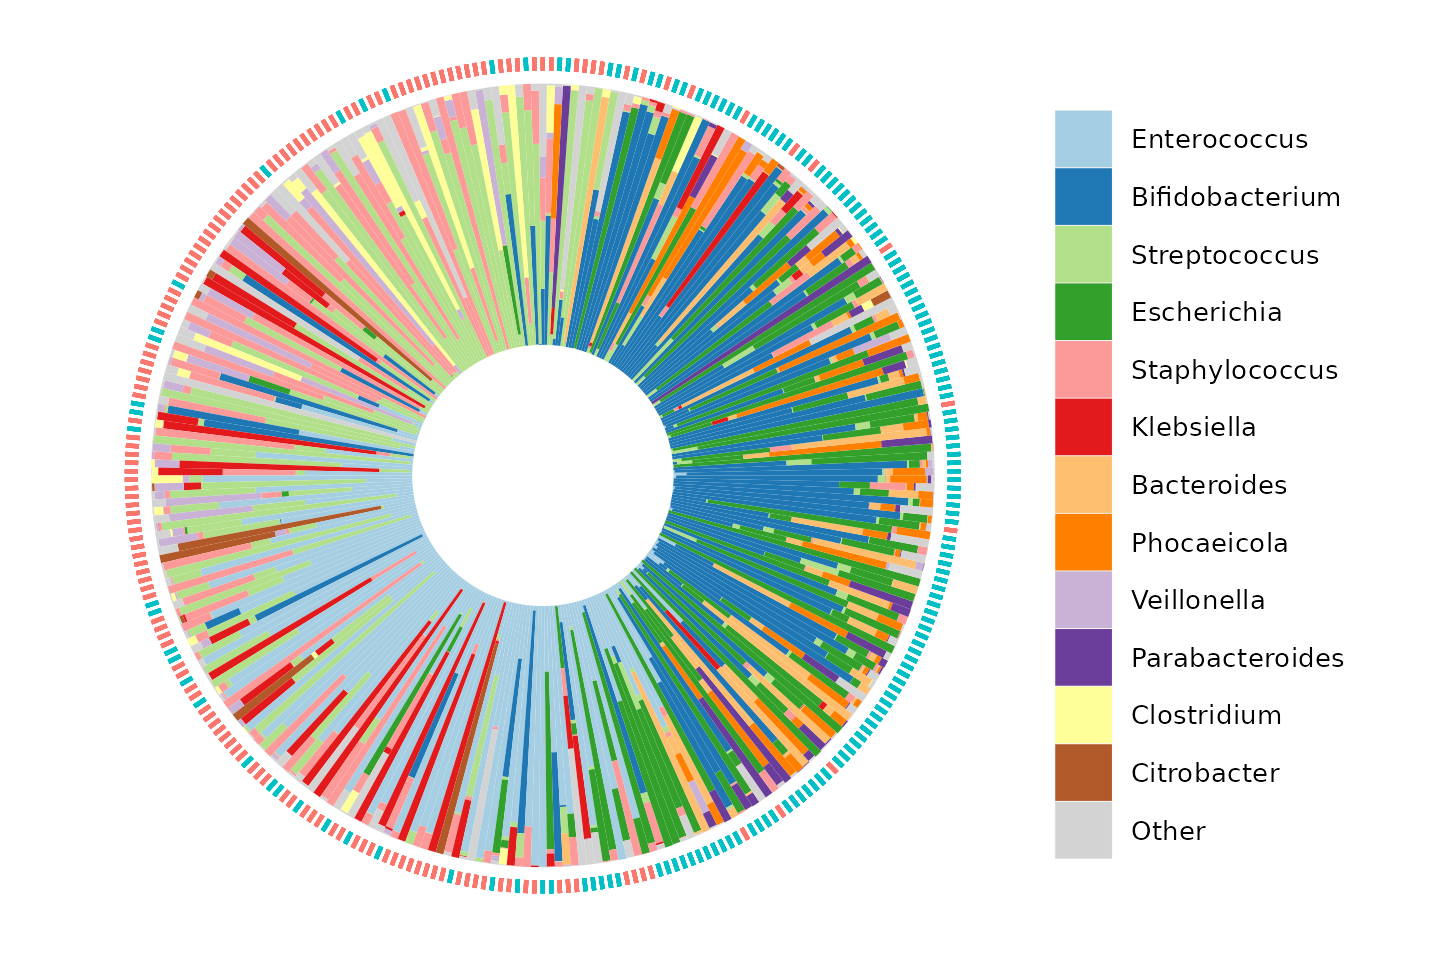 Enterococcus
Bifidobacterium
Streptococcus
Escherichia
Staphylococcus
Klebsiella
Bacteroides
Phocaeicola
Veillonella
Parabacteroides
Clostridium
Citrobacter
Other